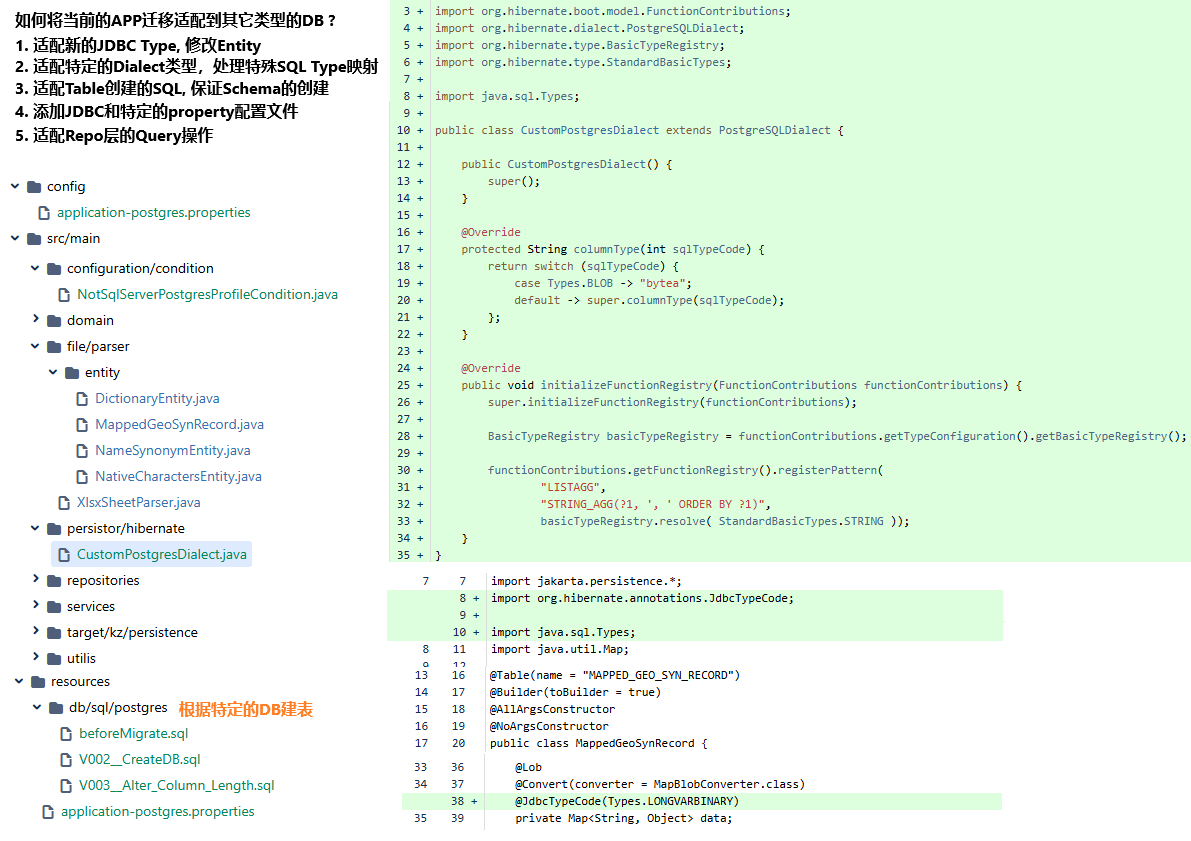 如何将当前的APP迁移适配到其它类型的DB ?
1. 适配新的JDBC Type, 修改Entity
2. 适配特定的Dialect类型，处理特殊SQL Type映射
3. 适配Table创建的SQL, 保证Schema的创建
4. 添加JDBC和特定的property配置文件
5. 适配Repo层的Query操作
config
application-postgres.properties
src/main
configuration/condition
NotSqlServerPostgresProfileCondition.java
domain
file/parser
entity
DictionaryEntity.java
MappedGeoSynRecord.java
NameSynonymEntity.java
NativeCharactersEntity.java
XlsxSheetParser.java
persistor/hibernate
CustomPostgresDialect.java
repositories
services
target/kz/persistence
utilis
resources
db/sql/postgres 根据特定的DB建表
beforeMigrate.sql
V002__CreateDB.sql
V003__Alter_Column_Length.sql
application-postgres.properties
3 + import org.hibernate.boot.model.FunctionContributions;
4 + import org.hibernate.dialect.PostgreSQLDialect;
5 + import org.hibernate.type.BasicTypeRegistry;
6 + import org.hibernate.type.StandardBasicTypes;
7 +
8 + import java.sql.Types;
9 +
10 + public class CustomPostgresDialect extends PostgreSQLDialect {
11 +
12 + public CustomPostgresDialect() {
13 + super();
14 + }
15 +
16 + @Override
17 + protected String columnType(int sqlTypeCode) {
18 + return switch (sqlTypeCode) {
19 + case Types.BLOB -> "bytea";
20 + default -> super.columnType(sqlTypeCode);
21 + };
22 + }
23 +
24 + @Override
25 + public void initializeFunctionRegistry(FunctionContributions functionContributions) {
26 + super.initializeFunctionRegistry(functionContributions);
27 +
28 + BasicTypeRegistry basicTypeRegistry = functionContributions.getTypeConfiguration().getBasicTypeRegistry();
29 +
30 + functionContributions.getFunctionRegistry().registerPattern(
31 + "LISTAGG",
32 + "STRING_AGG(?1, ', ' ORDER BY ?1)",
33 + basicTypeRegistry.resolve( StandardBasicTypes.STRING ));
34 + }
35 + }
7 7 import jakarta.persistence.*;
8 + import org.hibernate.annotations.JdbcTypeCode;
9 +
10 + import java.sql.Types;
8 11 import java.util.Map;
9 12
13 16 @Table(name = "MAPPED_GEO_SYN_RECORD")
14 17 @Builder(toBuilder = true)
15 18 @AllArgsConstructor
16 19 @NoArgsConstructor
17 20 public class MappedGeoSynRecord {
33 36 @Lob
34 37 @Convert(converter = MapBlobConverter.class)
38 + @JdbcTypeCode(Types.LONGVARBINARY)
35 39 private Map<String, Object> data;